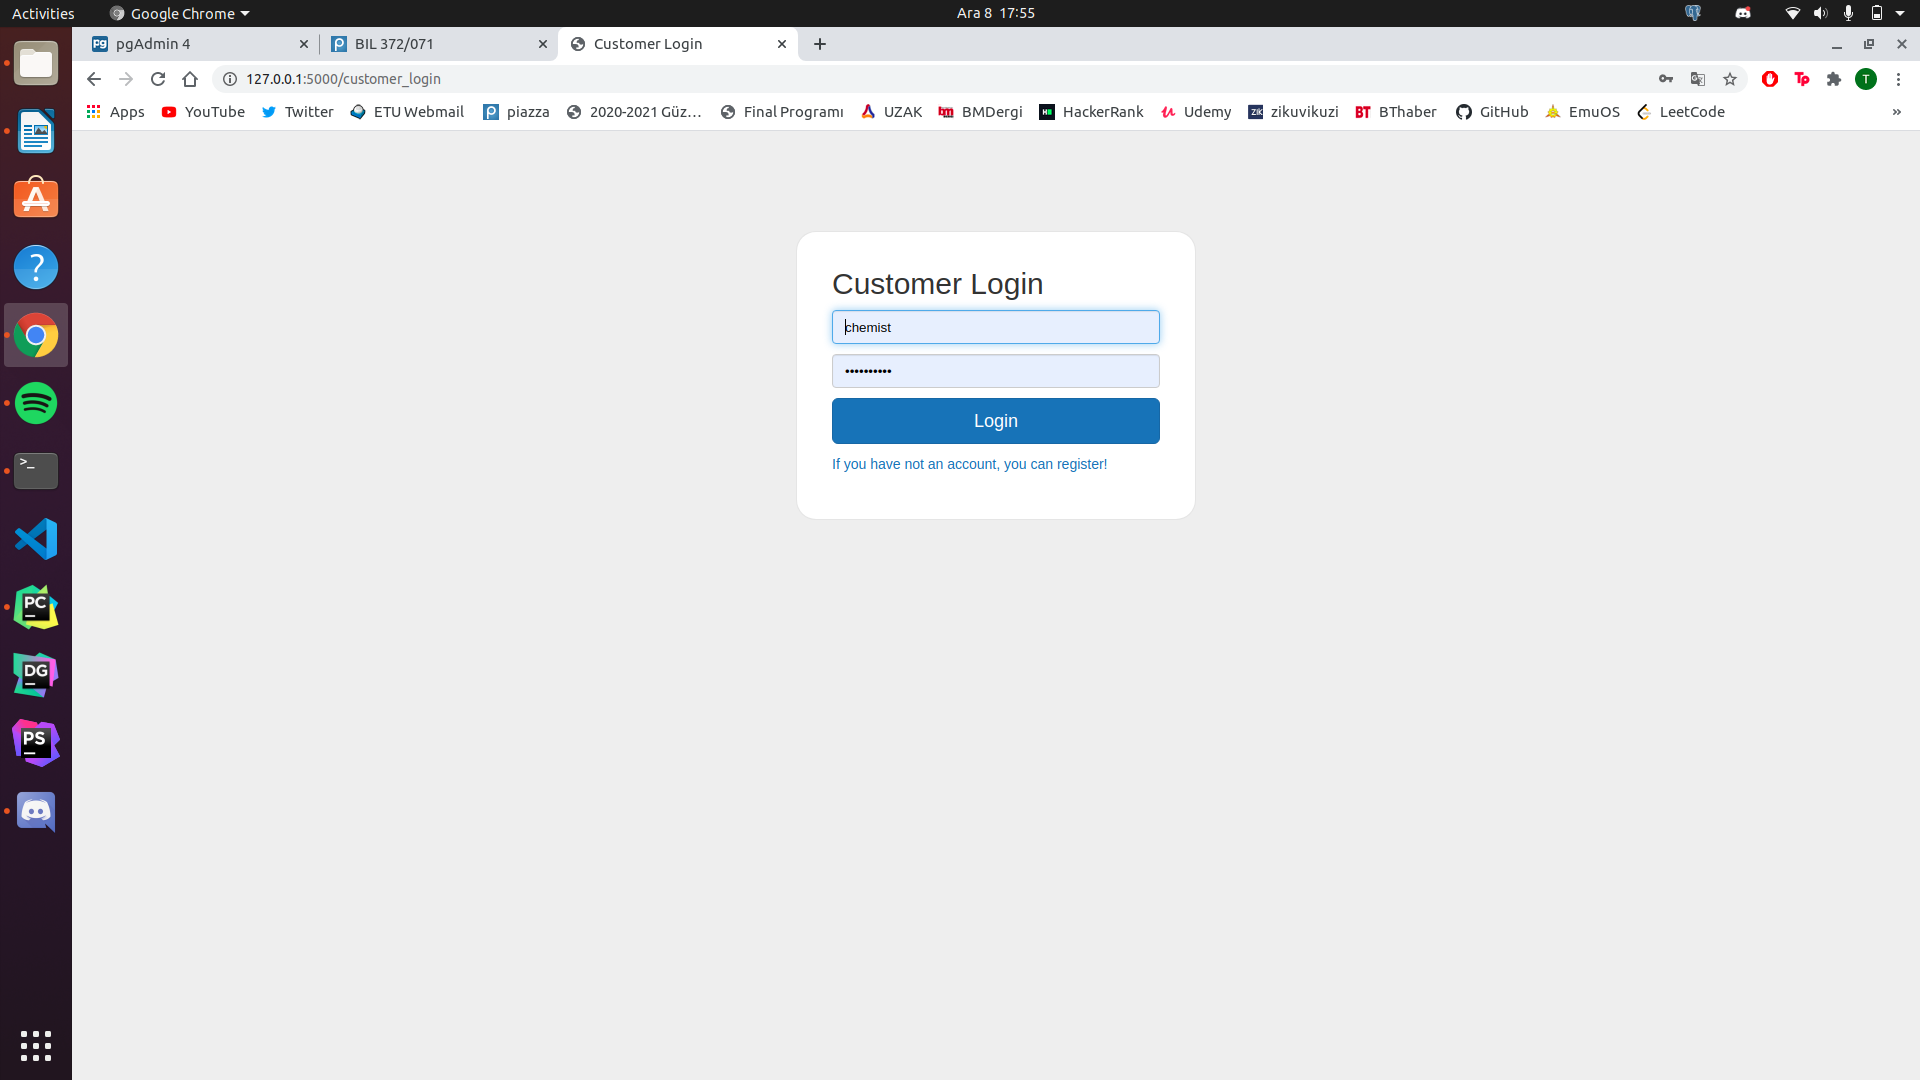 Activities Google Chrome Ara 8 17:55
pgAdmin 4 BIL 372/071 Customer Login
127.0.0.1:5000/customer_login Tp T
Apps YouTube Twitter ETU Webmail piazza 2020-2021 Güz… Final Programı UZAK BMDergi HackerRank Udemy zikuvikuzi BThaber GitHub EmuOS LeetCode »
Customer Login
chemist
••••••••••
Login
If you have not an account, you can register!
PC
DG
PS